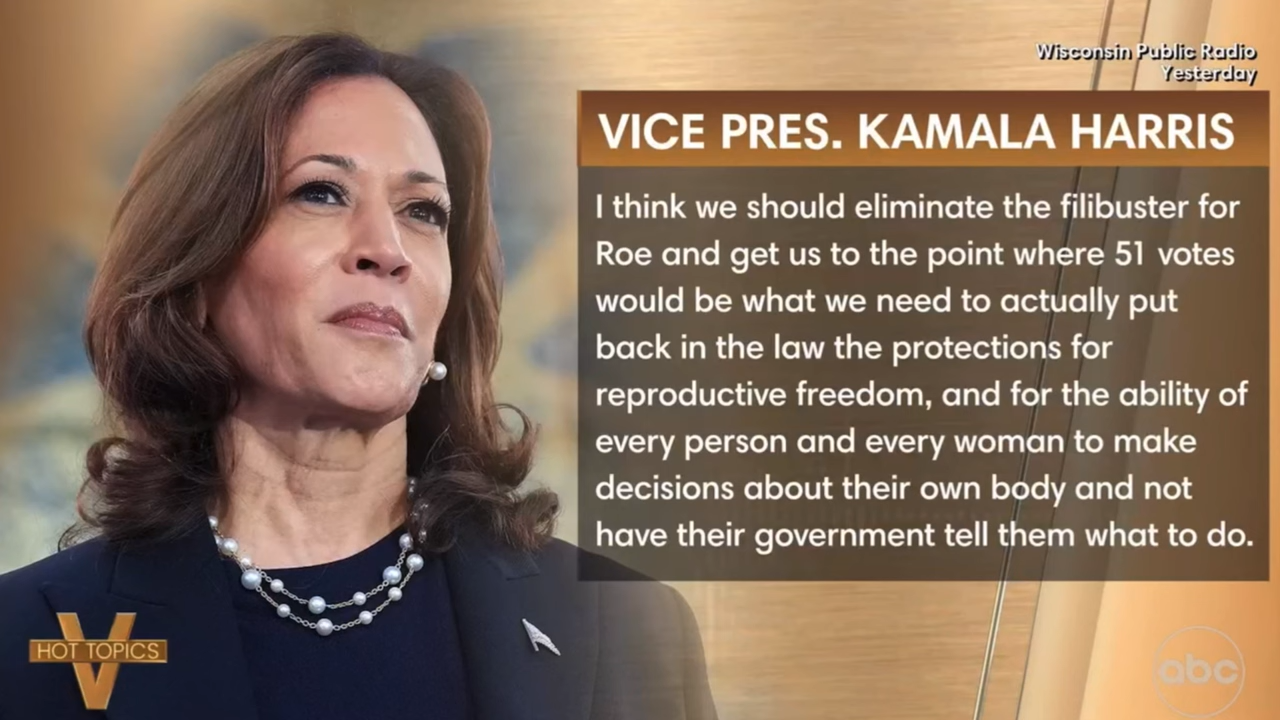 Wisconsin Public Radio
Yesterday
VICE PRES. KAMALA HARRIS
I think we should eliminate the filibuster for
Roe and get us to the point where 51 votes
would be what we need to actually put
back in the law the protections for
reproductive freedom, and for the ability of
every person and every woman to make
decisions about their own body and not
have their government tell them what to do.
V
HOT TOPICS
abc